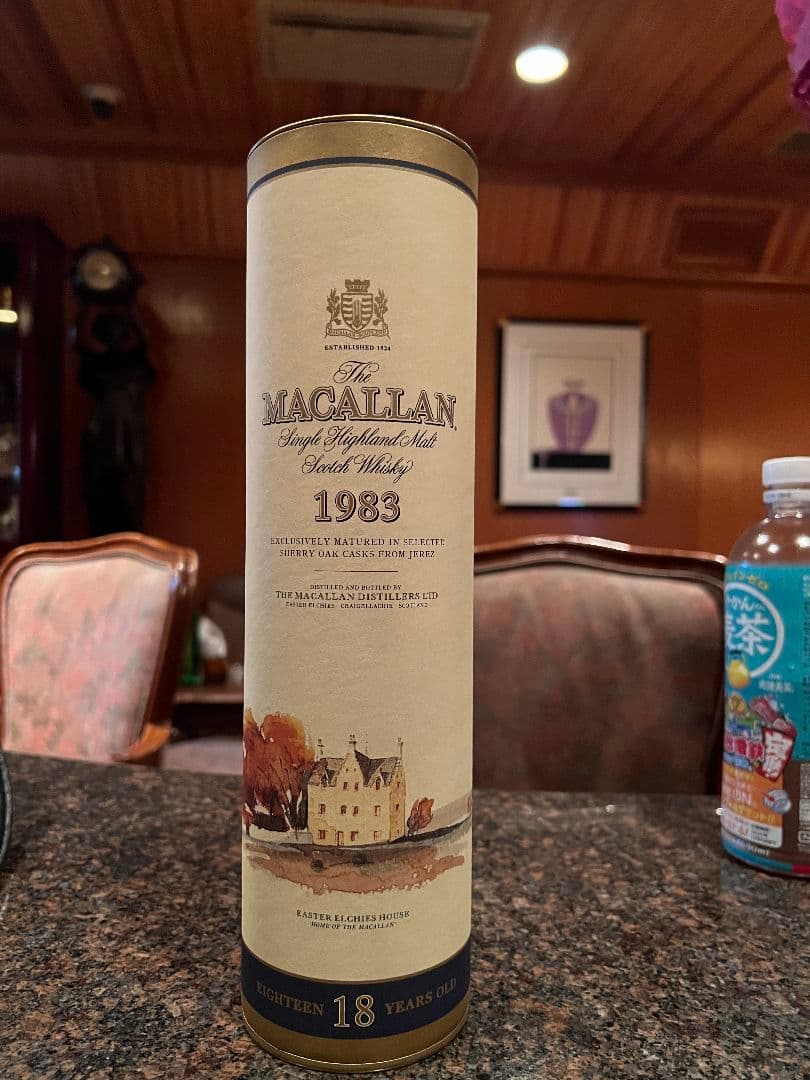 ESTABLISHED 1824
The
MACALLAN
Single Highland Malt
Scotch Whisky
1983
EXCLUSIVELY MATURED IN SELECTED
SHERRY OAK CASKS FROM JEREZ
DISTILLED AND BOTTLED BY
THE MACALLAN DISTILLERS LTD
EASTER ELCHIES · CRAIGELLACHIE · SCOTLAND
EASTER ELCHIES HOUSE
'HOME OF THE MACALLAN'
EIGHTEEN 18 YEARS OLD
茶